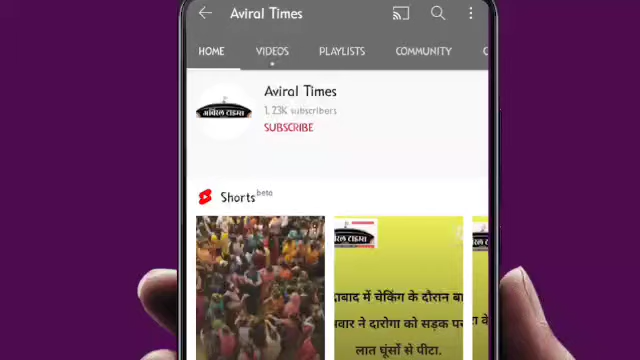 Aviral Times
HOME VIDEOS PLAYLISTS COMMUNITY
अविरल टाइम्स
Aviral Times
1.23K subscribers
SUBSCRIBE
Shorts beta
दाबाद में चेकिंग के दौरान
वार ने दारोगा को सड़क पर
लात घूंसों से पीटा.